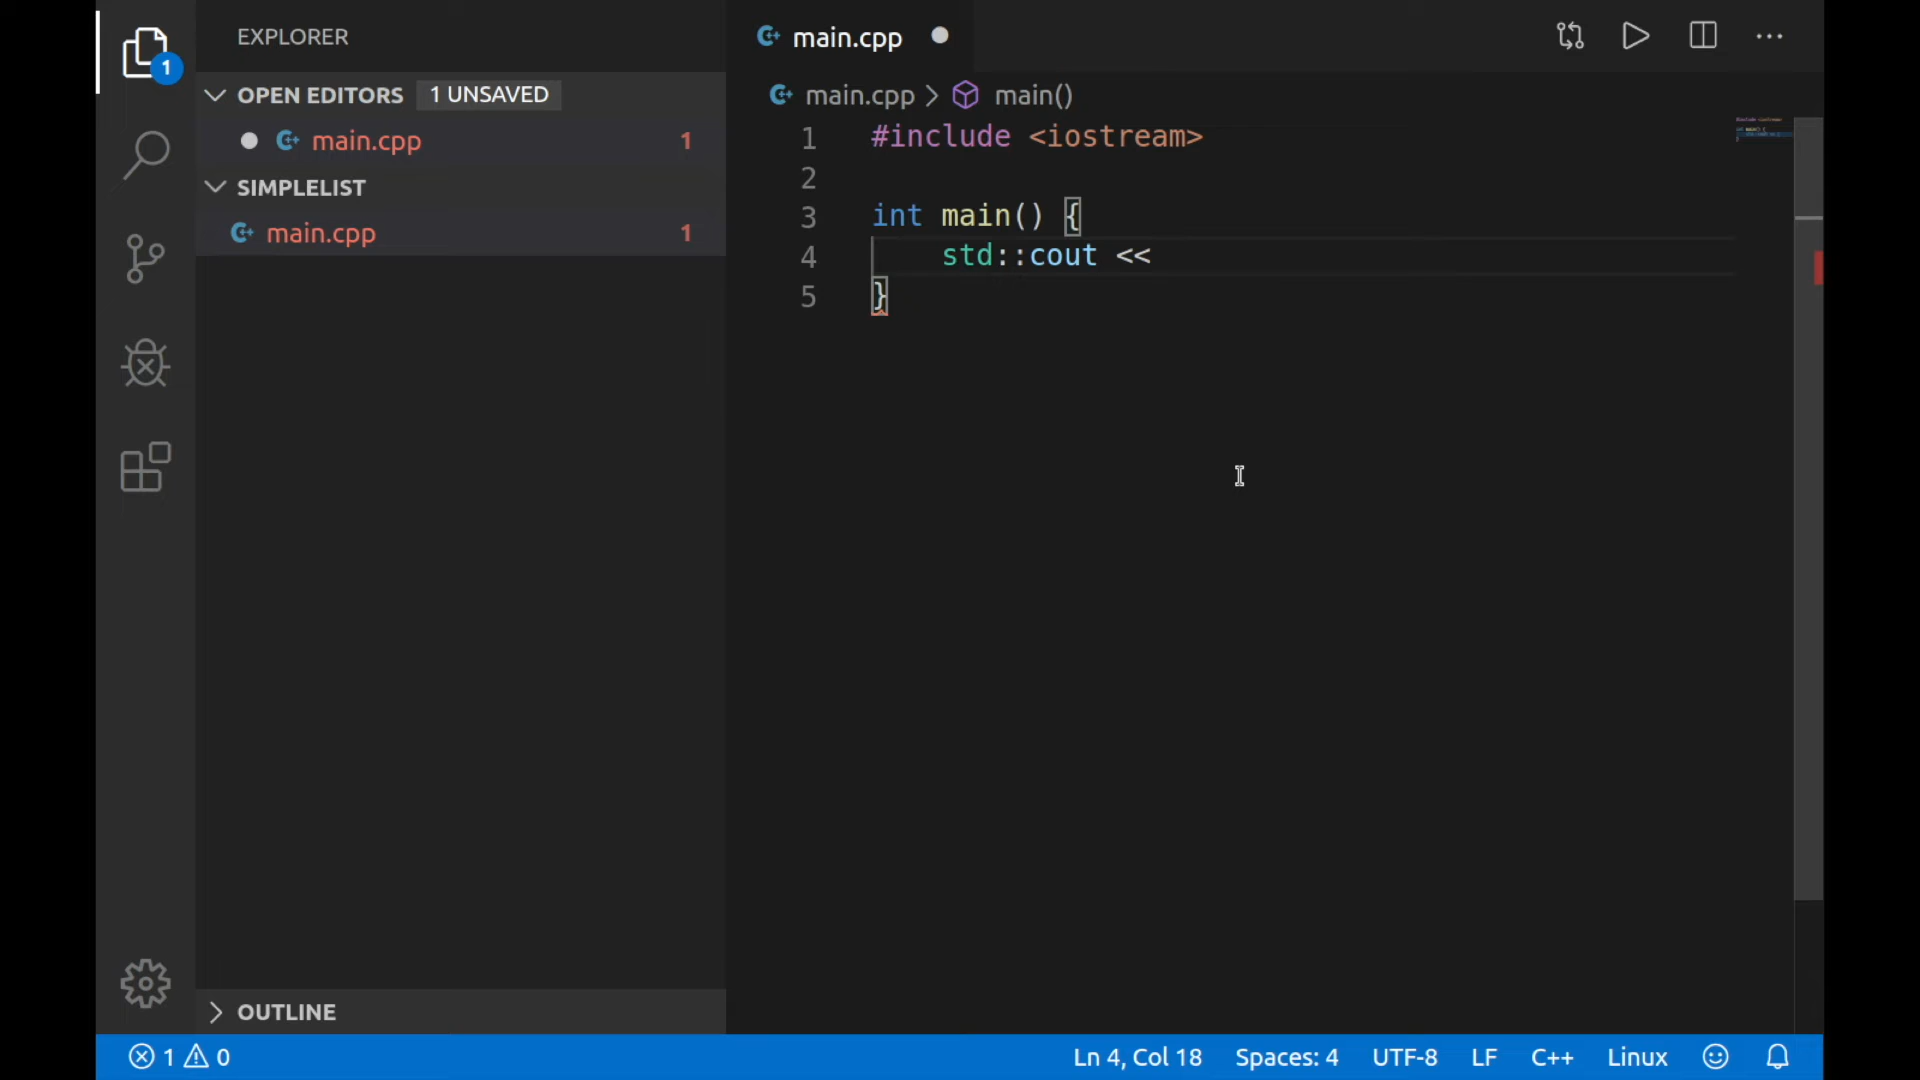 EXPLORER
OPEN EDITORS 1 UNSAVED
main.cpp 1
SIMPLELIST
main.cpp 1
OUTLINE
main.cpp
main.cpp > main()
1 #include <iostream>
2
3 int main() {
4 std::cout <<
5 }
1 0 Ln 4, Col 18 Spaces: 4 UTF-8 LF C++ Linux
1